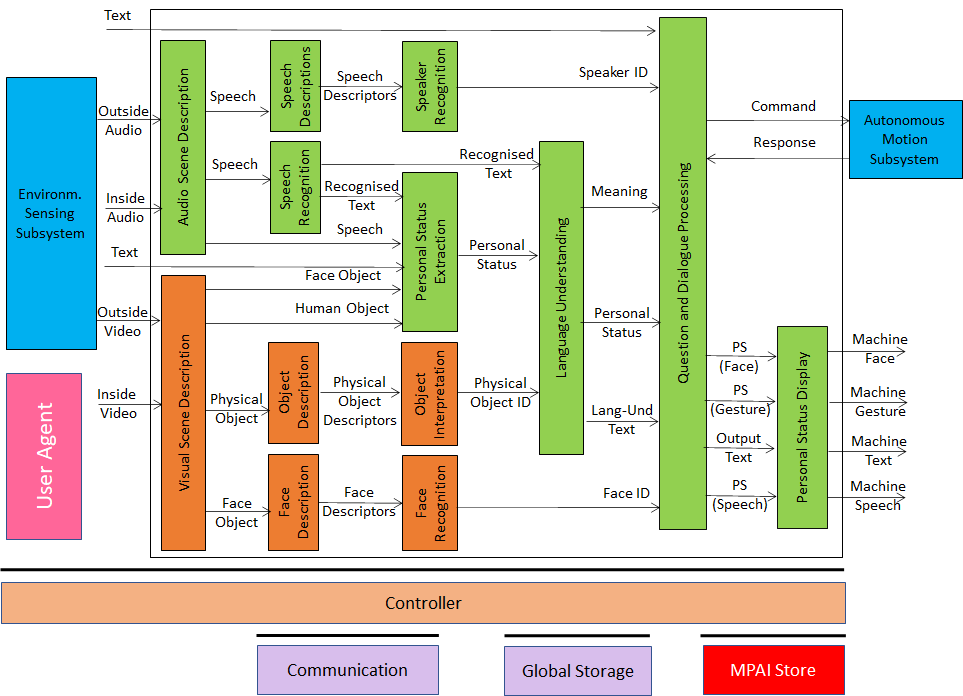 Text
Outside
Audio
Inside
Audio
Text
Outside
Video
Inside
Video
Environm.
Sensing
Subsystem
User Agent
Audio Scene Description
Visual Scene Description
Speech
Speech
Descriptions
Speech
Descriptors
Speaker
Recognition
Speaker ID
Speech
Speech
Recognition
Recognised
Text
Recognised
Text
Speech
Face Object
Human Object
Personal Status
Extraction
Personal
Status
Physical
Object
Object
Description
Physical
Object
Descriptors
Object
Interpretation
Physical
Object ID
Face
Object
Face
Description
Face
Descriptors
Face
Recognition
Face ID
Language Understanding
Meaning
Personal
Status
Lang-Und
Text
Question and Dialogue Processing
Command
Response
Autonomous
Motion
Subsystem
PS
(Face)
PS
(Gesture)
Output
Text
PS
(Speech)
Personal Status Display
Machine
Face
Machine
Gesture
Machine
Text
Machine
Speech
Controller
Communication
Global Storage
MPAI Store